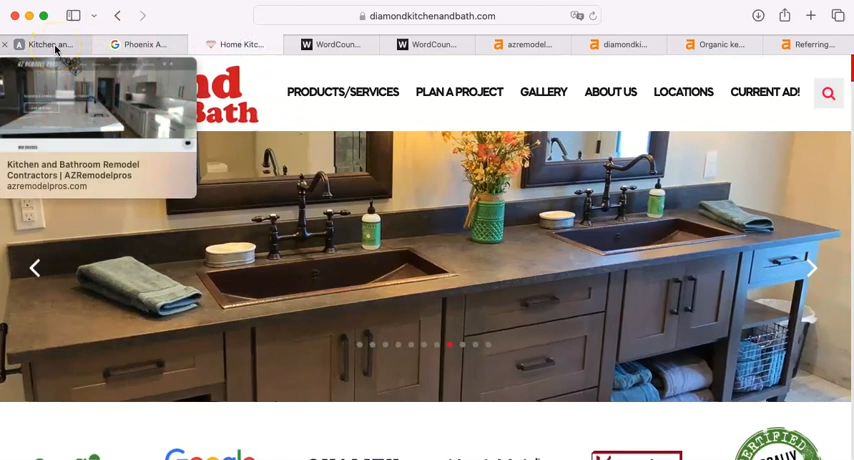 diamondkitchenandbath.com
Kitchen an...
Phoenix A...
Home Kitc...
WordCoun...
WordCoun...
azremodel...
diamondki...
Organic ke...
Referring...
nd
Bath
PRODUCTS/SERVICES PLAN A PROJECT GALLERY ABOUT US LOCATIONS CURRENT AD!
Kitchen and Bathroom Remodel
Contractors | AZRemodelpros
azremodelpros.com
Google
CERTIFIED